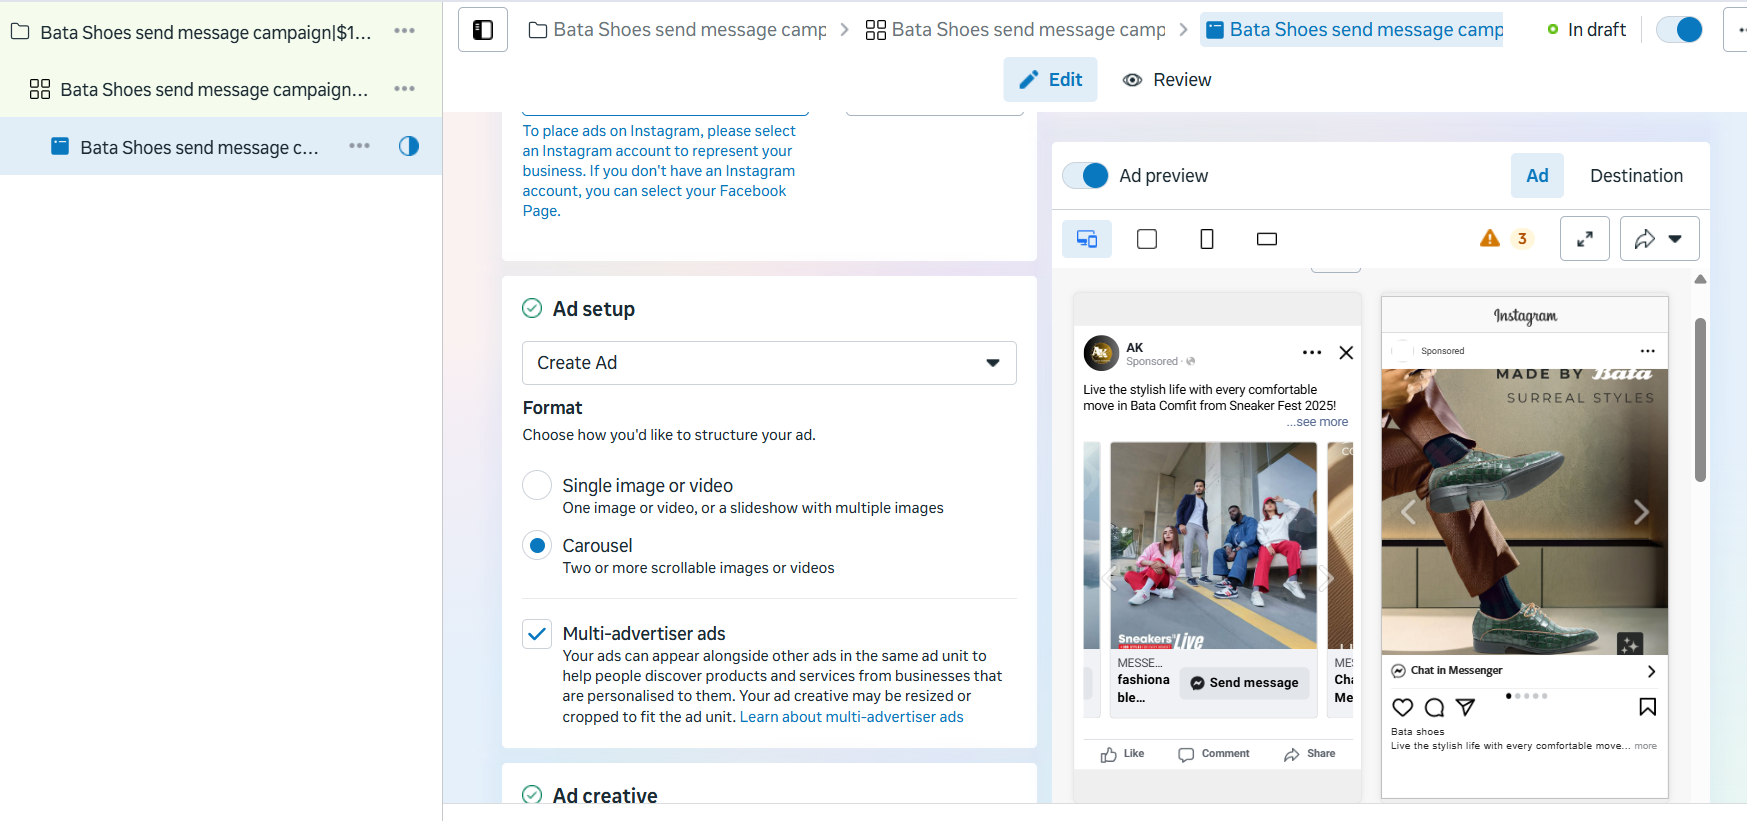 Bata Shoes send message campaign|$1...
Bata Shoes send message campaign...
Bata Shoes send message c...
Bata Shoes send message camp
Bata Shoes send message camp
Bata Shoes send message camp
In draft
Edit
Review
To place ads on Instagram, please select
an Instagram account to represent your
business. If you don't have an Instagram
account, you can select your Facebook
Page.
Ad setup
Create Ad
Format
Choose how you'd like to structure your ad.
Single image or video
One image or video, or a slideshow with multiple images
Carousel
Two or more scrollable images or videos
Multi-advertiser ads
Your ads can appear alongside other ads in the same ad unit to
help people discover products and services from businesses that
are personalised to them. Your ad creative may be resized or
cropped to fit the ad unit. Learn about multi-advertiser ads
Ad creative
Ad preview
Ad
Destination
3
AK
AK
Sponsored ·
Live the stylish life with every comfortable
move in Bata Comfit from Sneaker Fest 2025!
...see more
Sneakers Live
MESSE...
fashiona
ble...
Send message
CO
ME
Cha
Me
Like
Comment
Share
Instagram
Sponsored
MADE BY Bata
SURREAL STYLES
Chat in Messenger
Bata shoes
Live the stylish life with every comfortable move... more